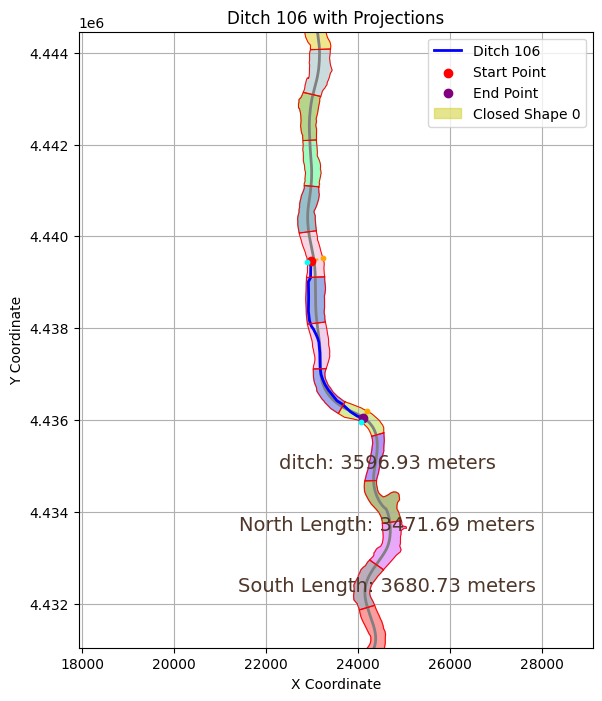 Ditch 106 with Projections
1e6
Ditch 106
Start Point
End Point
Closed Shape 0
4.444
4.442
4.440
4.438
4.436
4.434
4.432
Y Coordinate
ditch: 3596.93 meters
North Length: 3471.69 meters
South Length: 3680.73 meters
18000 20000 22000 24000 26000 28000
X Coordinate